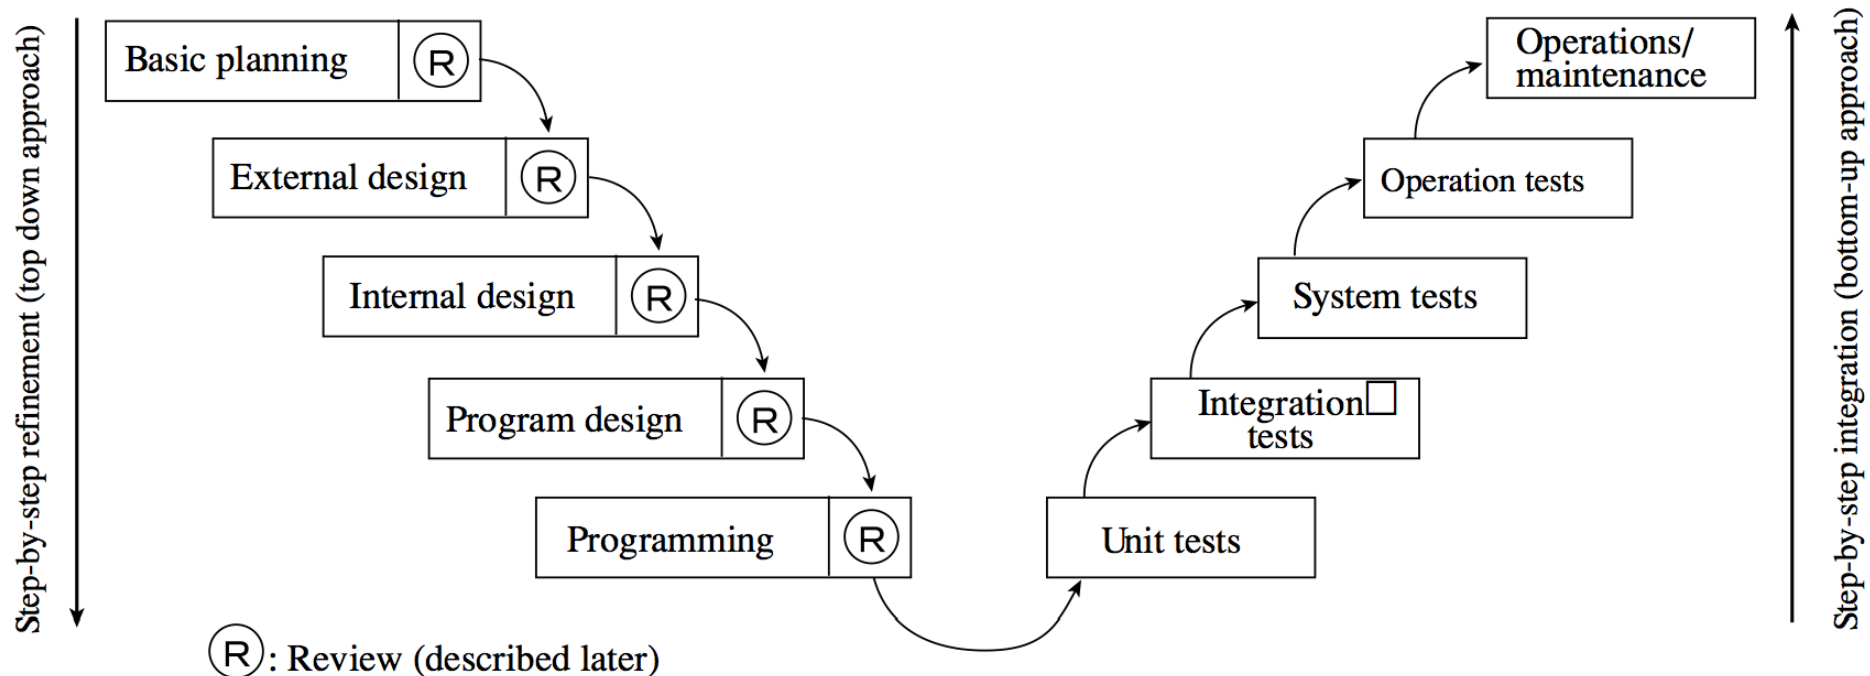 Step-by-step refinement (top down approach)
Basic planning R
External design R
Internal design R
Program design R
Programming R
R : Review (described later)
Unit tests
Integration□
tests
System tests
Operation tests
Operations/
maintenance
Step-by-step integration (bottom-up approach)